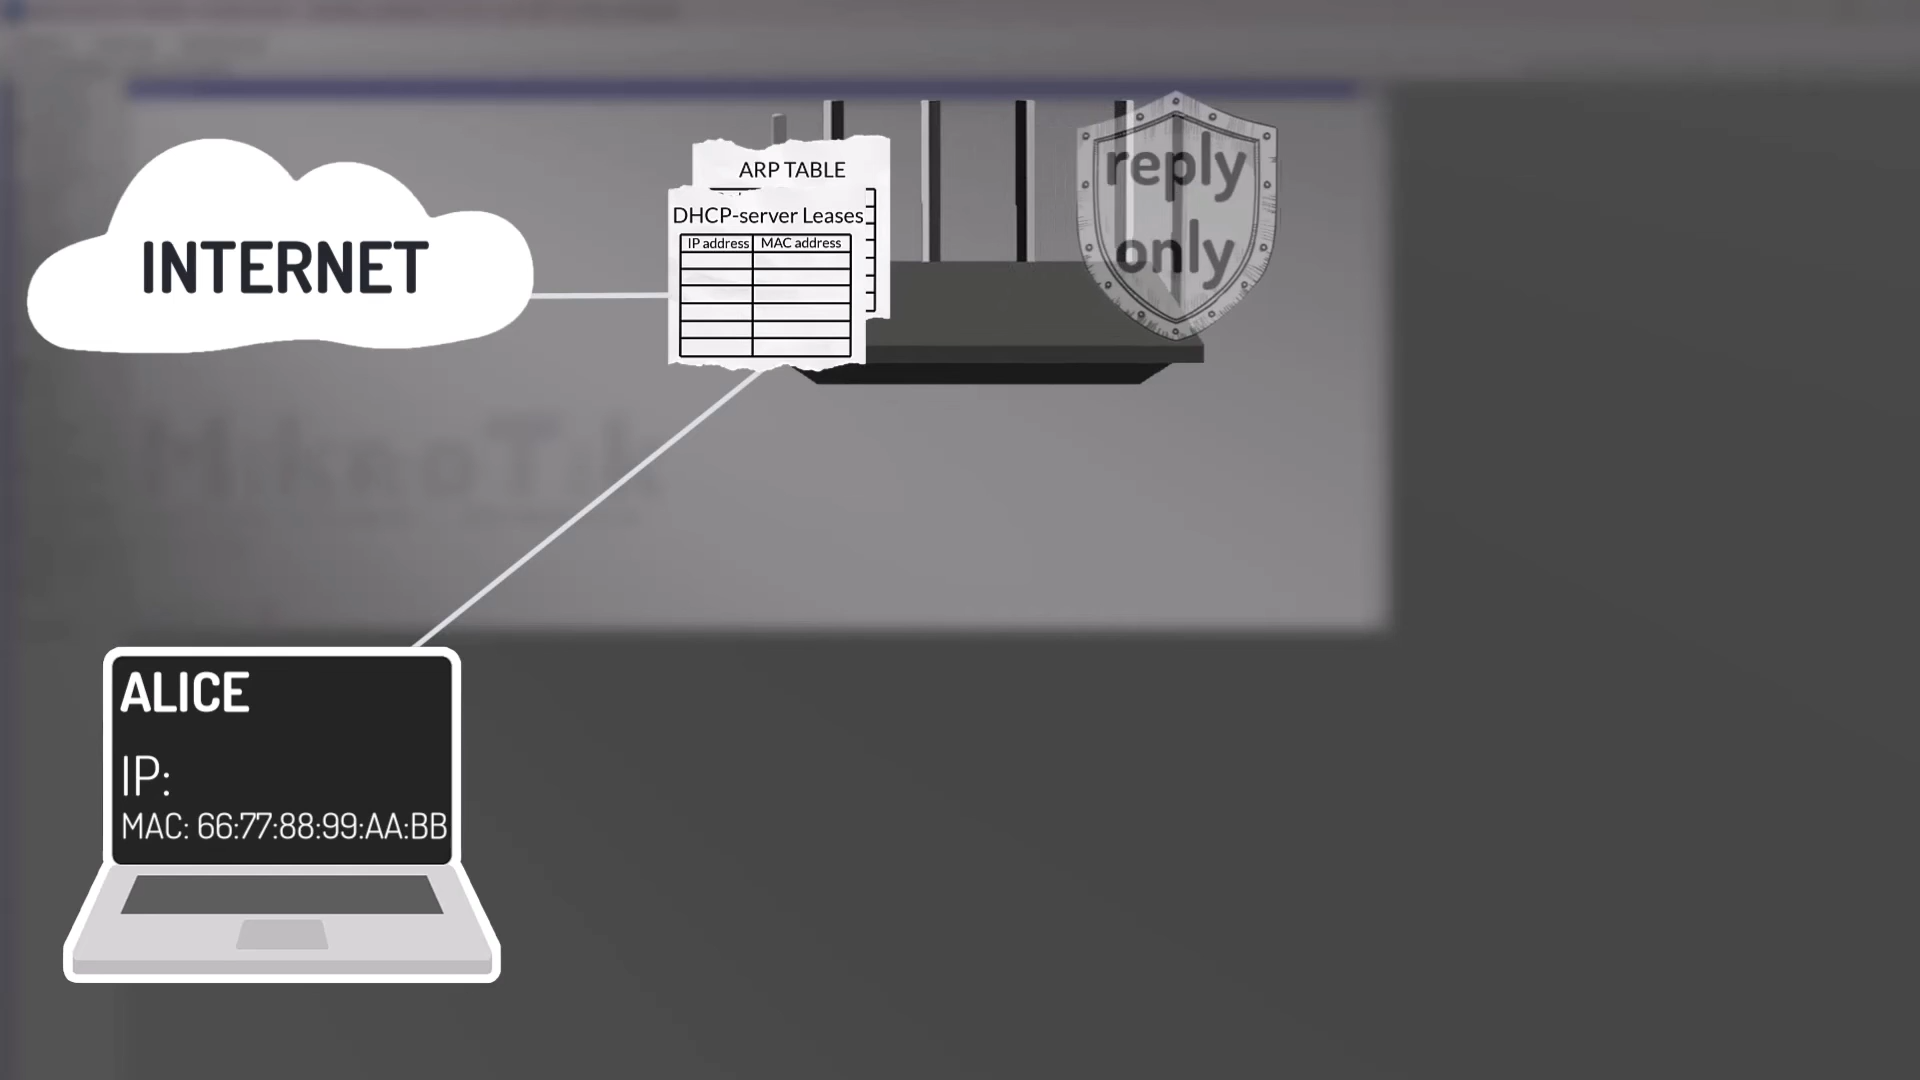 INTERNET
ARP TABLE
DHCP-server Leases
IP address MAC address
reply
only
MikroTik
ALICE
IP:
MAC: 66:77:88:99:AA:BB